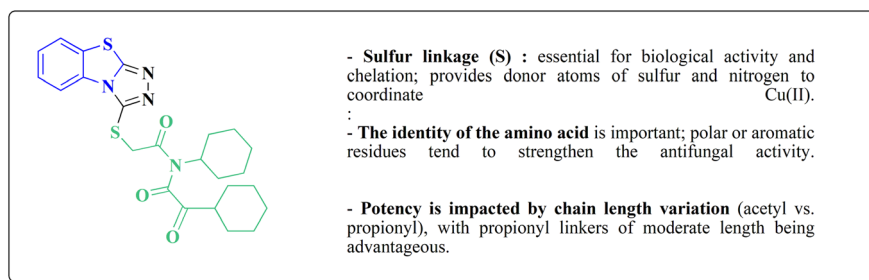 S
N
N
N
S
O
N
O
O
- Sulfur linkage (S) : essential for biological activity and
chelation; provides donor atoms of sulfur and nitrogen to
coordinate Cu(II).
:
- The identity of the amino acid is important; polar or aromatic
residues tend to strengthen the antifungal activity.
- Potency is impacted by chain length variation (acetyl vs.
propionyl), with propionyl linkers of moderate length being
advantageous.